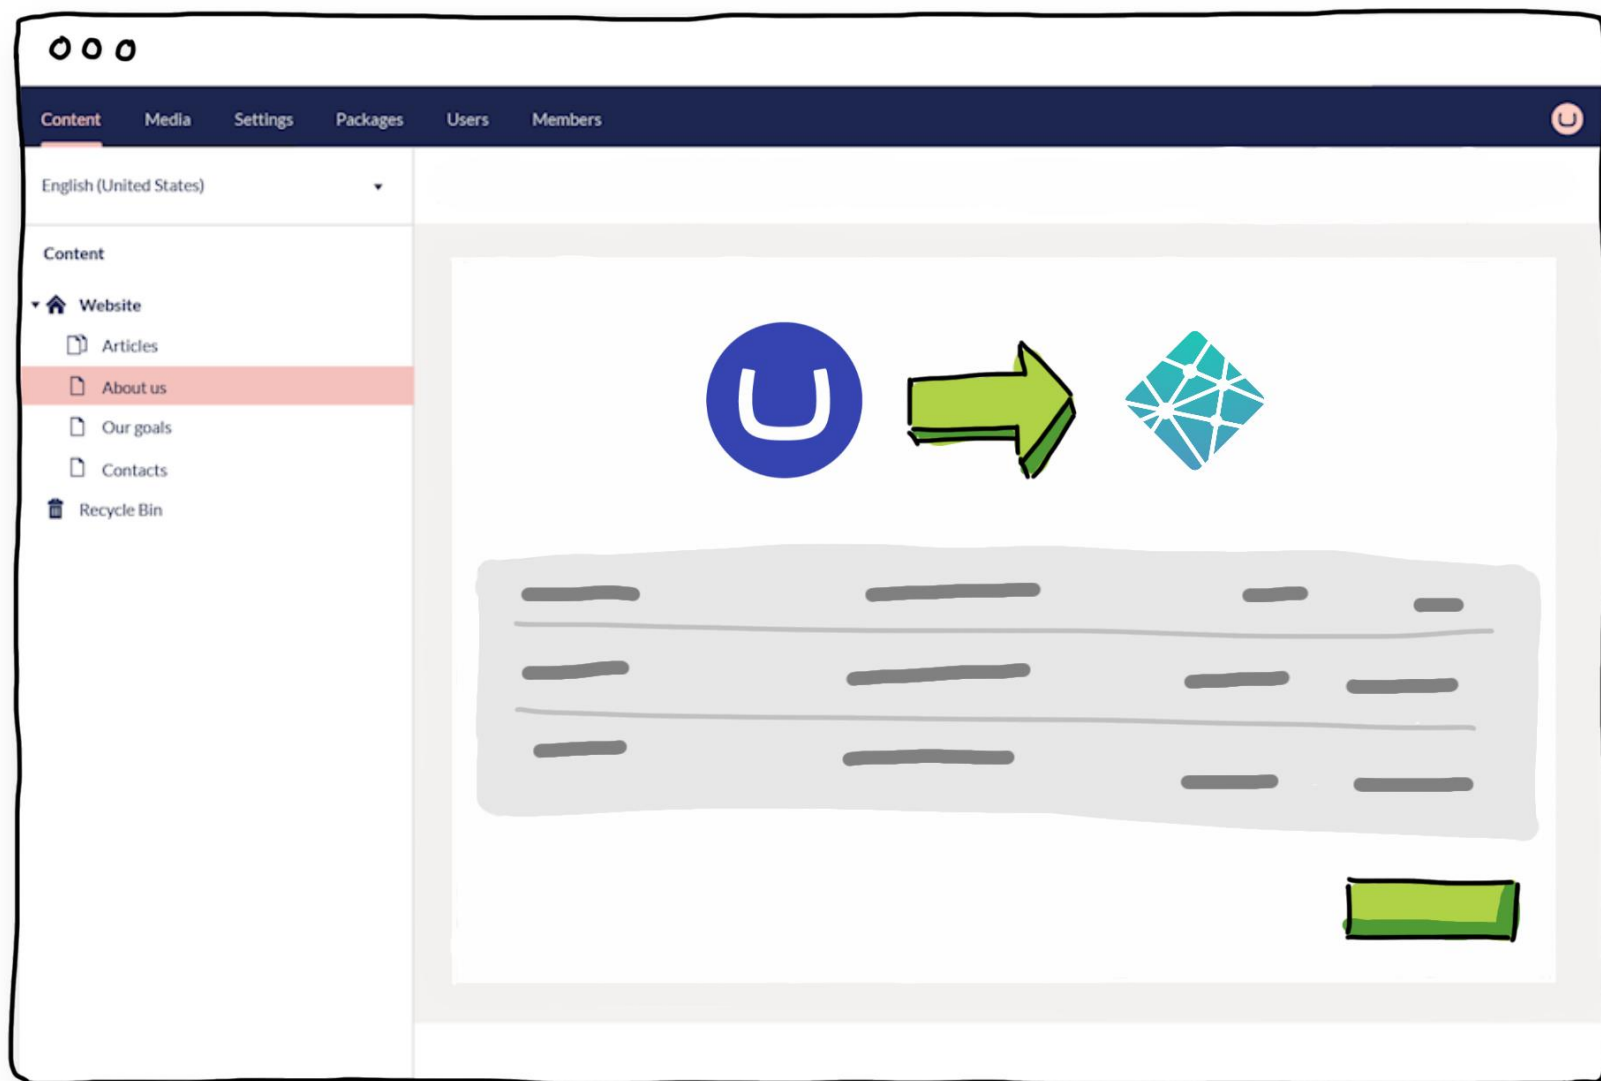 Content Media Settings Packages Users Members
English (United States)
Content
Website
Articles
About us
Our goals
Contacts
Recycle Bin